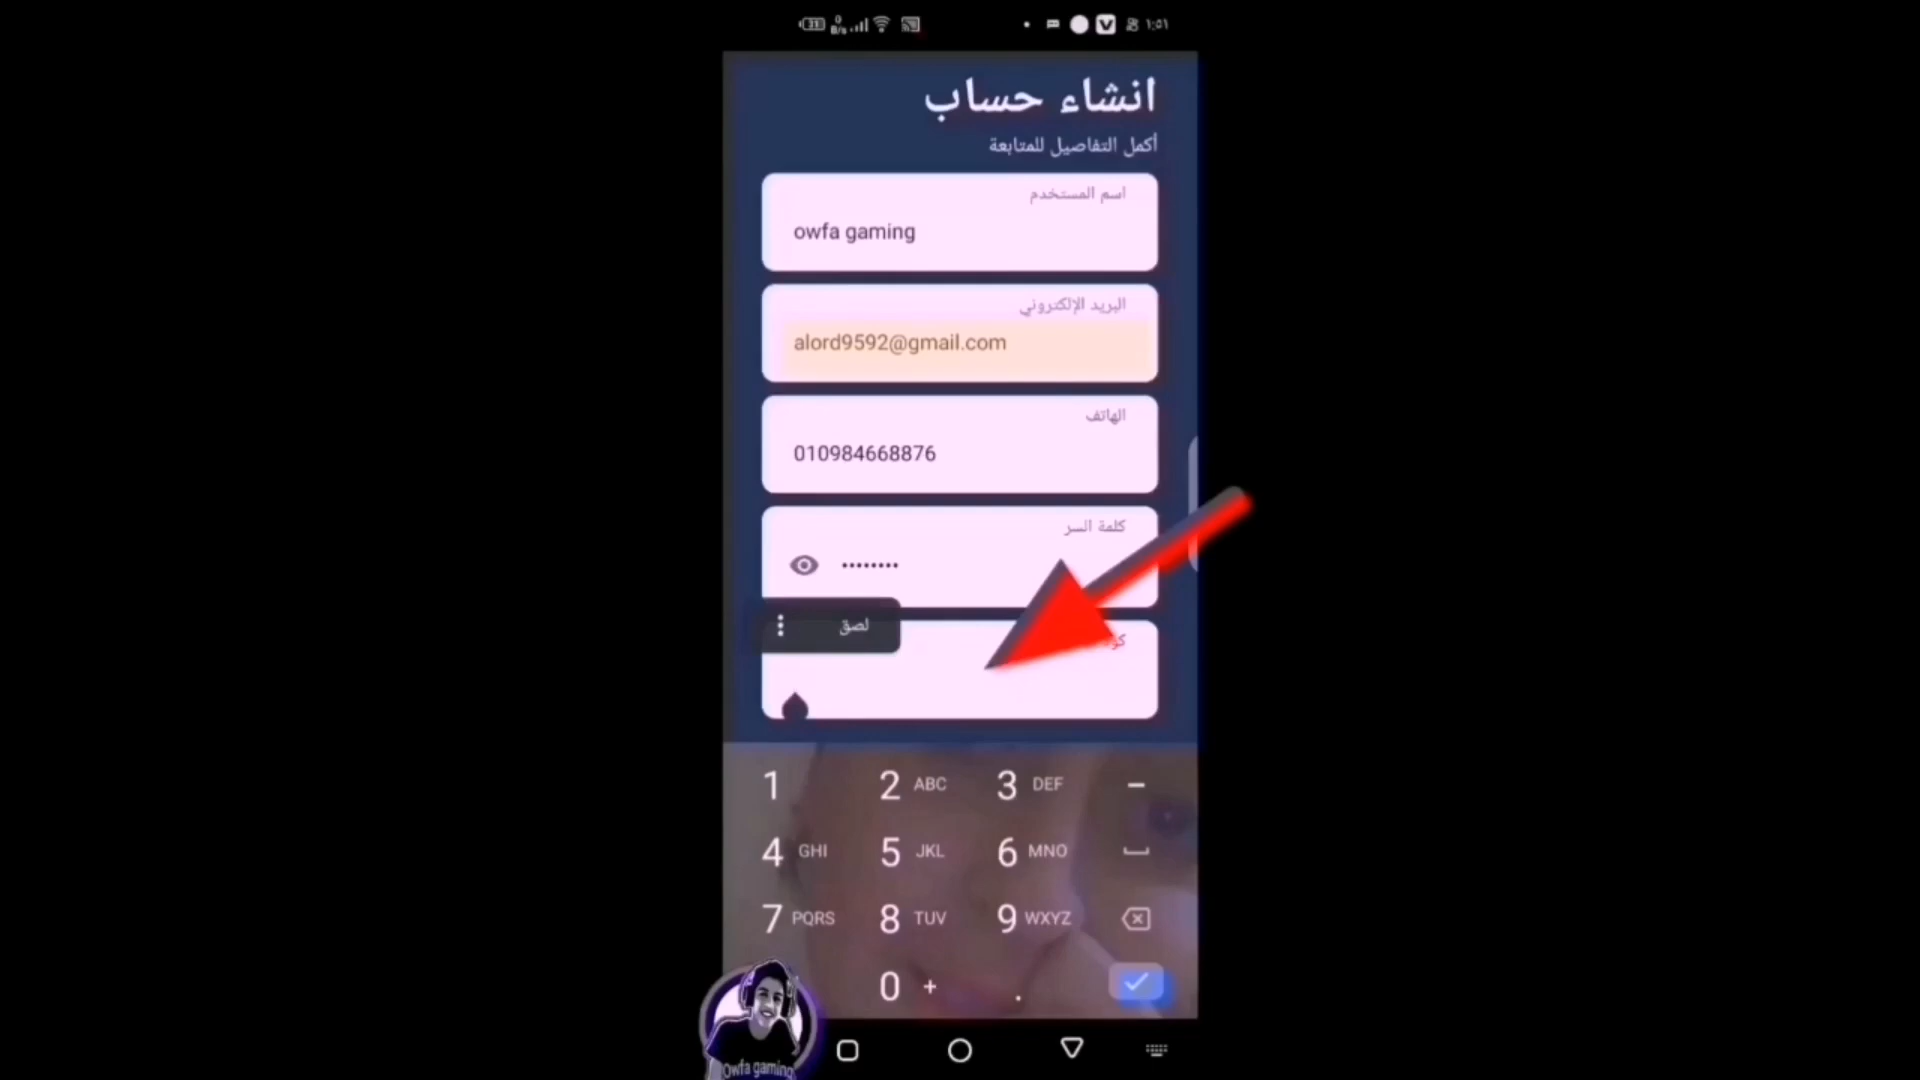 ١:٥١
انشاء حساب
أكمل التفاصيل للمتابعة
اسم المستخدم
owfa gaming
البريد الإلكتروني
alord9592@gmail.com
الهاتف
010984668876
كلمة السر
••••••••
لصق
1 2 ABC 3 DEF -
4 GHI 5 JKL 6 MNO
7 PQRS 8 TUV 9 WXYZ
0 + .
Owfa gaming